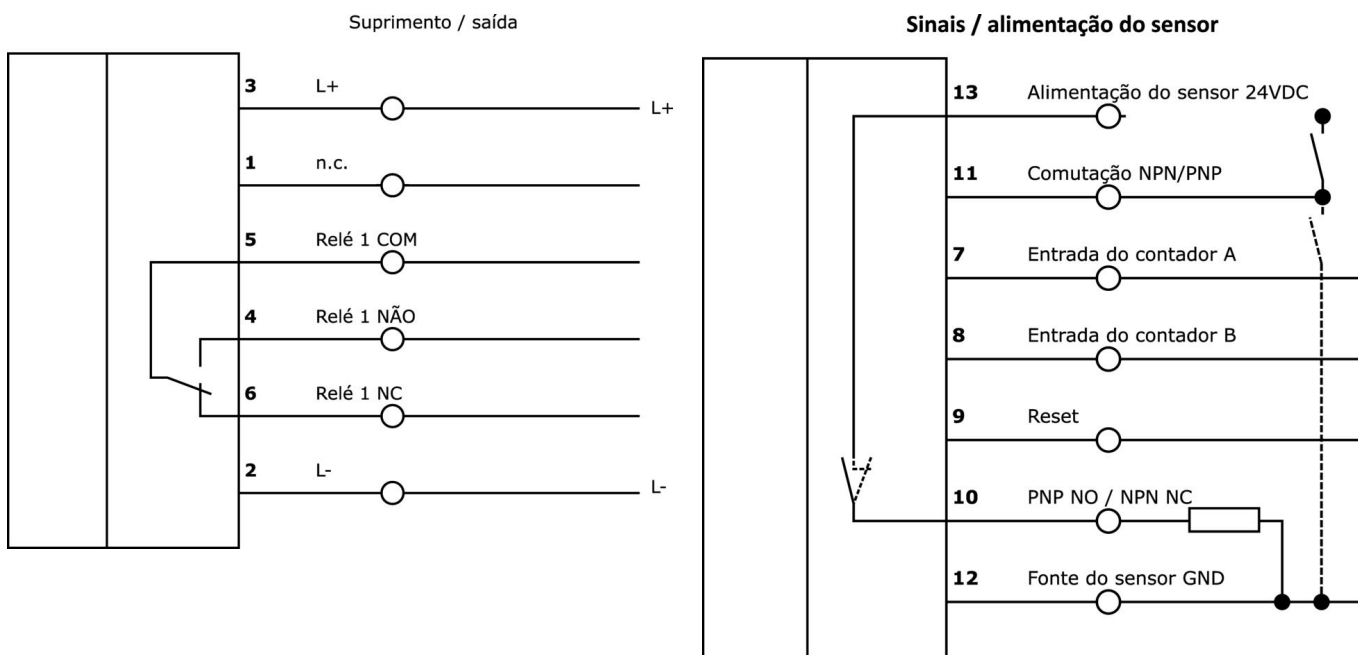 Suprimento / saída
3 L+
L+
1 n.c.
5 Relé 1 COM
4 Relé 1 NÃO
6 Relé 1 NC
2 L-
L-
Sinais / alimentação do sensor
13 Alimentação do sensor 24VDC
11 Comutação NPN/PNP
7 Entrada do contador A
8 Entrada do contador B
9 Reset
10 PNP NO / NPN NC
12 Fonte do sensor GND